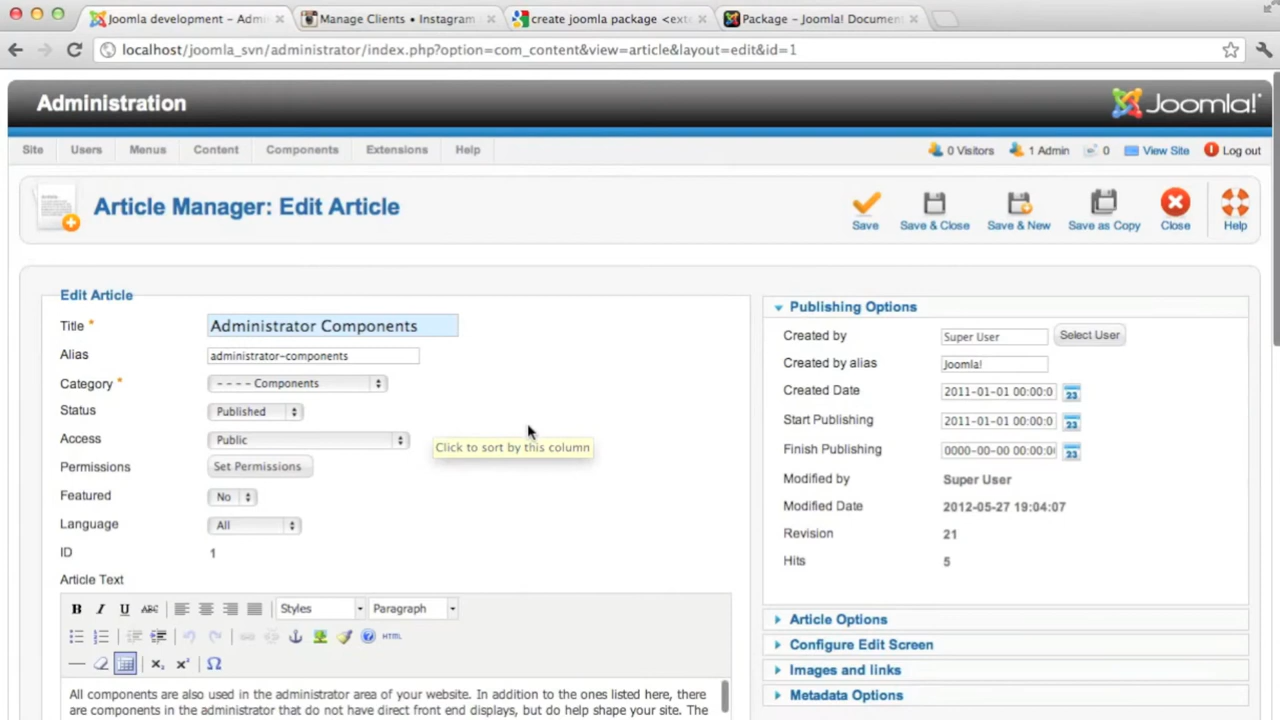 Joomla development - Adm
Manage Clients • Instagram
create joomla package <ext
Package - Joomla! Documen
localhost/joomla_svn/administrator/index.php?option=com_content&view=article&layout=edit&id=1
Administration
Joomla!
Site Users Menus Content Components Extensions Help
0 Visitors 1 Admin 0 View Site Log out
Article Manager: Edit Article
Save Save & Close Save & New Save as Copy Close Help
Edit Article
Title * Administrator Components
Alias administrator-components
Category * - - - - Components
Status Published
Access Public
Click to sort by this column
Permissions Set Permissions
Featured No
Language All
ID 1
Article Text
B I U ABC Styles Paragraph
HTML
All components are also used in the administrator area of your website. In addition to the ones listed here, there
are components in the administrator that do not have direct front end displays, but do help shape your site. The
Publishing Options
Created by Super User Select User
Created by alias Joomla!
Created Date 2011-01-01 00:00:0 23
Start Publishing 2011-01-01 00:00:0 23
Finish Publishing 0000-00-00 00:00:0 23
Modified by Super User
Modified Date 2012-05-27 19:04:07
Revision 21
Hits 5
Article Options
Configure Edit Screen
Images and links
Metadata Options